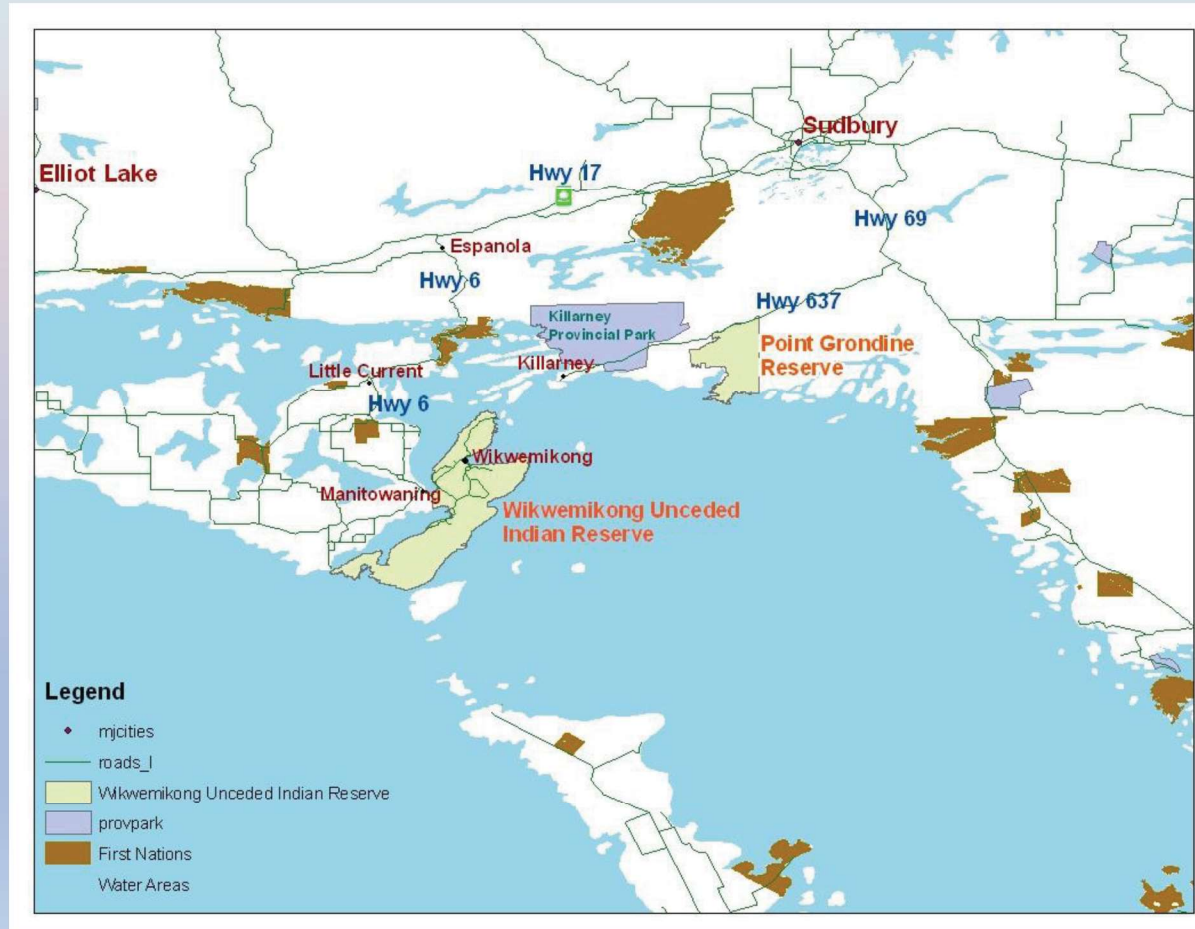 Sudbury
Elliot Lake
Hwy 17
Hwy 69
Espanola
Hwy 6
Hwy 637
Killarney
Provincial Park
Point Grondine
Reserve
Killarney
Little Current
Hwy 6
Wikwemikong
Manitowaning
Wikwemikong Unceded
Indian Reserve
Legend
mjcities
roads_l
Wikwemikong Unceded Indian Reserve
provpark
First Nations
Water Areas